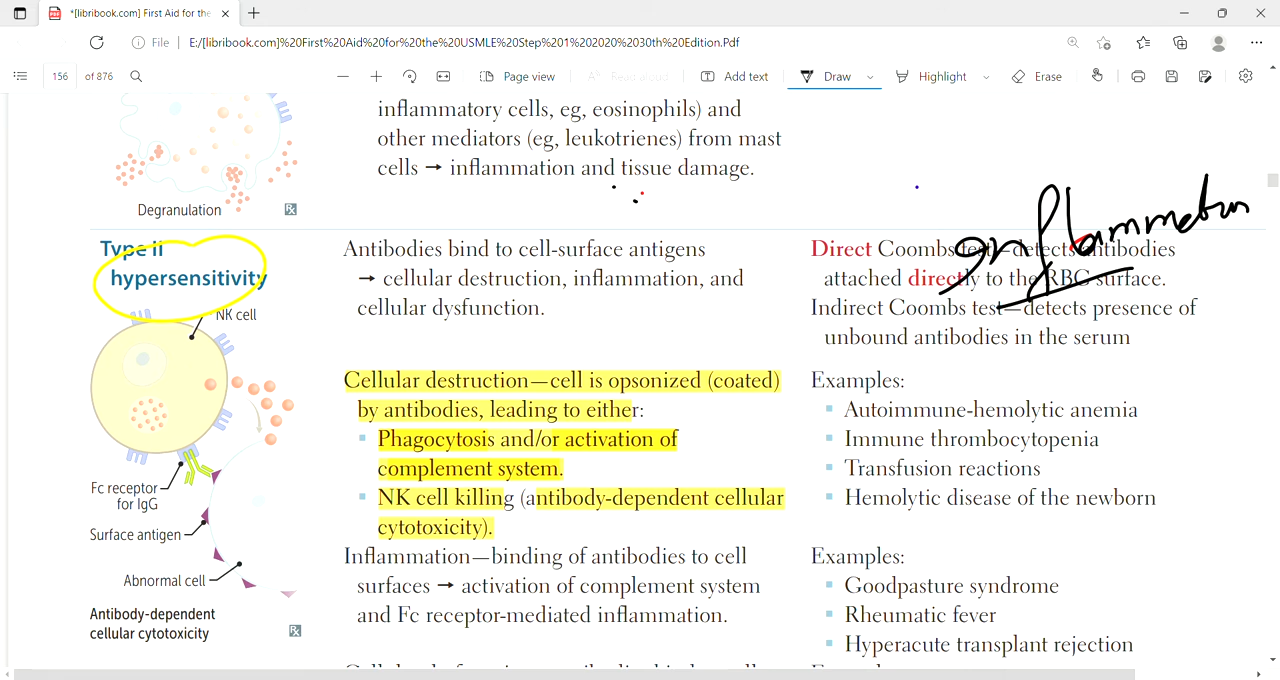 *[libribook.com] First Aid for the
File
E:/[libribook.com]%20First%20Aid%20for%20the%20USMLE%20Step%201%202020%2030th%20Edition.Pdf
156 of 876
Page view
Read aloud
Add text
Draw
Highlight
Erase
inflammatory cells, eg, eosinophils) and
other mediators (eg, leukotrienes) from mast
cells → inflammation and tissue damage.
Degranulation
Rx
Inflammation
Type II
hypersensitivity
NK cell
Fc receptor
for IgG
Surface antigen
Abnormal cell
Antibody-dependent
cellular cytotoxicity
Rx
Antibodies bind to cell-surface antigens
→ cellular destruction, inflammation, and
cellular dysfunction.
Cellular destruction—cell is opsonized (coated)
by antibodies, leading to either:
Phagocytosis and/or activation of
complement system.
NK cell killing (antibody-dependent cellular
cytotoxicity).
Inflammation—binding of antibodies to cell
surfaces → activation of complement system
and Fc receptor-mediated inflammation.
Direct Coombs test—detects antibodies
attached directly to the RBC surface.
Indirect Coombs test—detects presence of
unbound antibodies in the serum
Examples:
Autoimmune-hemolytic anemia
Immune thrombocytopenia
Transfusion reactions
Hemolytic disease of the newborn
Examples:
Goodpasture syndrome
Rheumatic fever
Hyperacute transplant rejection